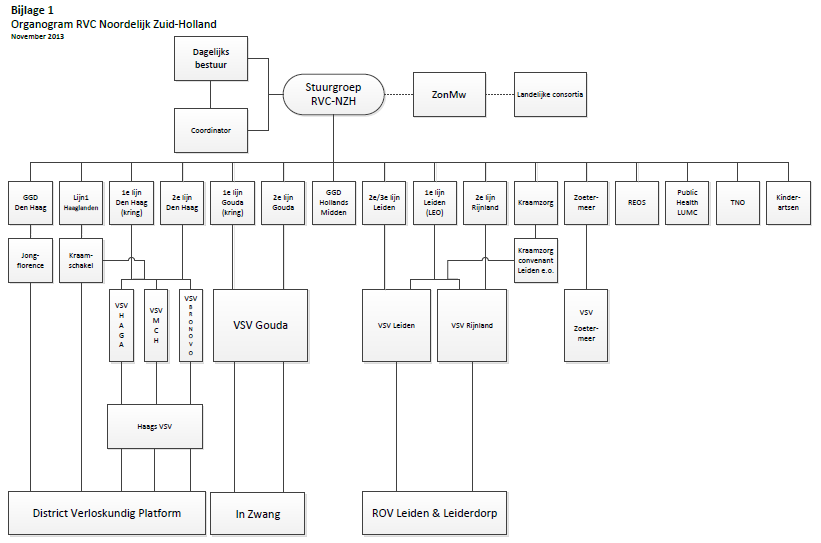 Bijlage 1
Organogram RVC Noordelijk Zuid-Holland
November 2013
Dagelijks
bestuur
Stuurgroep
RVC-NZH
ZonMw
Landelijke consortia
Coordinator
GGD
Den Haag
Lijn1
Haaglanden
1e lijn
Den Haag
(kring)
2e lijn
Den Haag
1e lijn
Gouda
(kring)
2e lijn
Gouda
GGD
Hollands
Midden
2e/3e lijn
Leiden
1e lijn
Leiden
(LEO)
2e lijn
Rijnland
Kraamzorg
Zoeter-
meer
REOS
Public
Health
LUMC
TNO
Kinder-
artsen
Jong-
florence
Kraam-
schakel
Kraamzorg
convenant
Leiden e.o.
VSV
H
A
G
A
VSV
M
C
H
VSV
B
R
O
N
O
V
O
VSV Gouda
VSV Leiden
VSV Rijnland
VSV
Zoeter-
meer
Haags VSV
District Verloskundig Platform
In Zwang
ROV Leiden & Leiderdorp